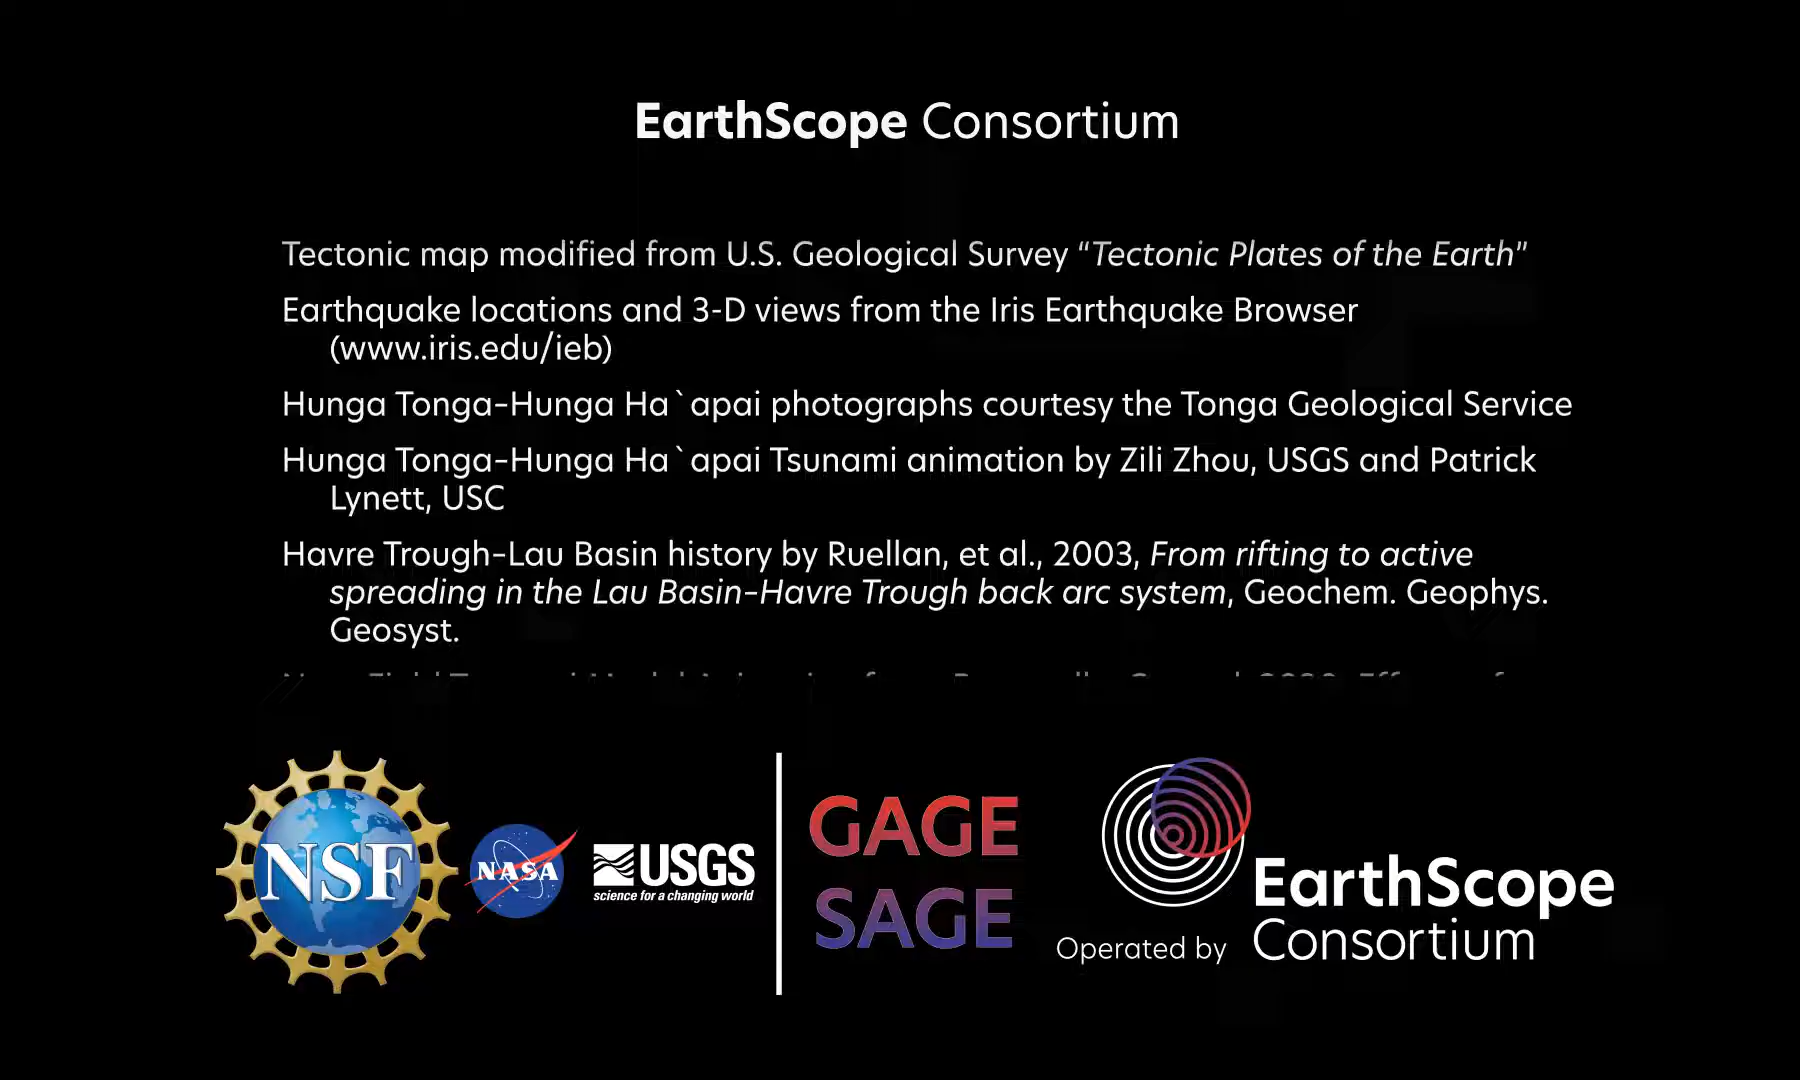 EarthScope Consortium
Tectonic map modified from U.S. Geological Survey “Tectonic Plates of the Earth”
Earthquake locations and 3-D views from the Iris Earthquake Browser
(www.iris.edu/ieb)
Hunga Tonga–Hunga Ha`apai photographs courtesy the Tonga Geological Service
Hunga Tonga–Hunga Ha`apai Tsunami animation by Zili Zhou, USGS and Patrick
Lynett, USC
Havre Trough–Lau Basin history by Ruellan, et al., 2003, From rifting to active
spreading in the Lau Basin–Havre Trough back arc system, Geochem. Geophys.
Geosyst.
NSF
NASA
USGS
science for a changing world
GAGE
SAGE
Operated by
EarthScope
Consortium